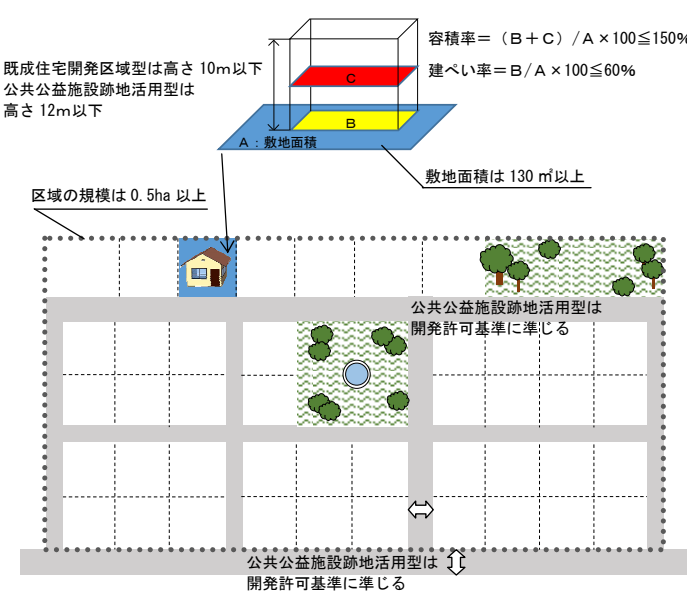 容積率＝（Ｂ＋Ｃ）/Ａ×100≦150%
建ぺい率＝Ｂ/Ａ×100≦60%
既成住宅開発区域型は高さ 10ｍ以下
公共公益施設跡地活用型は
高さ 12ｍ以下
Ｃ
Ｂ
Ａ：敷地面積
敷地面積は 130 ㎡以上
区域の規模は 0.5ha 以上
公共公益施設跡地活用型は
開発許可基準に準じる
公共公益施設跡地活用型は
開発許可基準に準じる